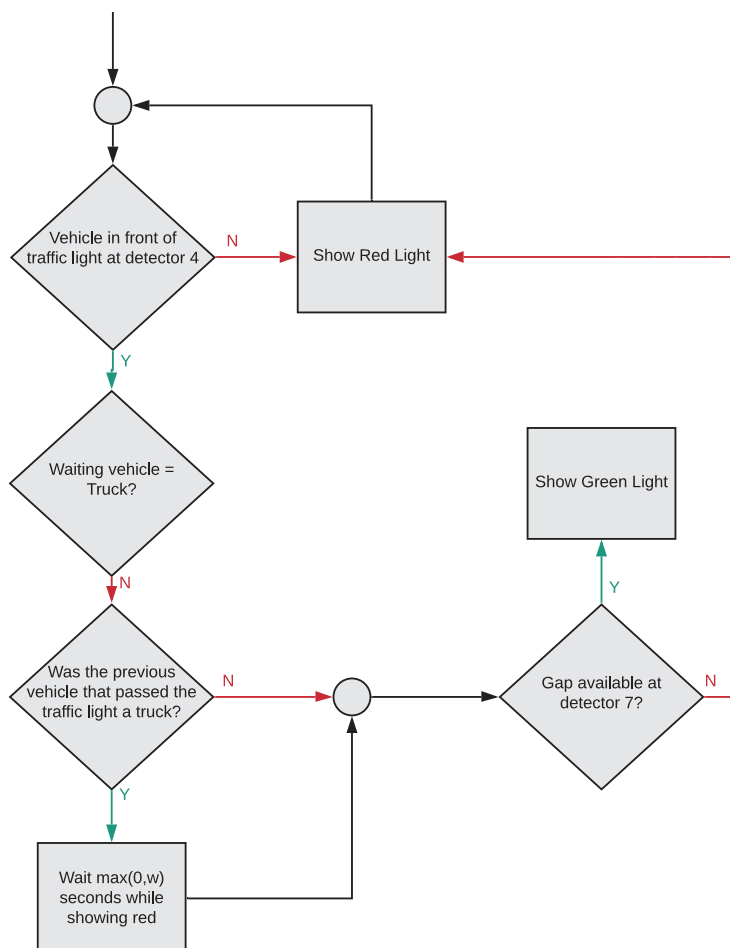 Vehicle in front of
traffic light at detector 4
N
Show Red Light
Y
Waiting vehicle =
Truck?
Show Green Light
N
Y
Was the previous
vehicle that passed the
traffic light a truck?
N
Gap available at
detector 7?
N
Y
Wait max(0,w)
seconds while
showing red